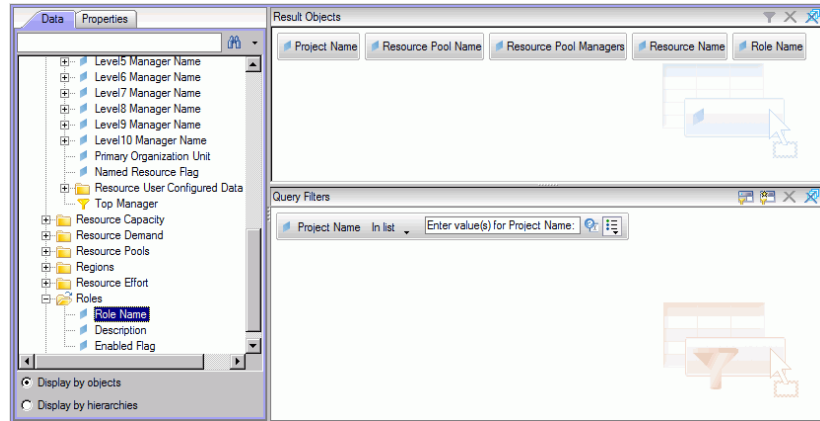 Data
Properties
Level5 Manager Name
Level6 Manager Name
Level7 Manager Name
Level8 Manager Name
Level9 Manager Name
Level10 Manager Name
Primary Organization Unit
Named Resource Flag
Resource User Configured Data
Top Manager
Resource Capacity
Resource Demand
Resource Pools
Regions
Resource Effort
Roles
Role Name
Description
Enabled Flag
Display by objects
Display by hierarchies
Result Objects
Project Name Resource Pool Name Resource Pool Managers Resource Name Role Name
Query Filters
Project Name In list Enter value(s) for Project Name: